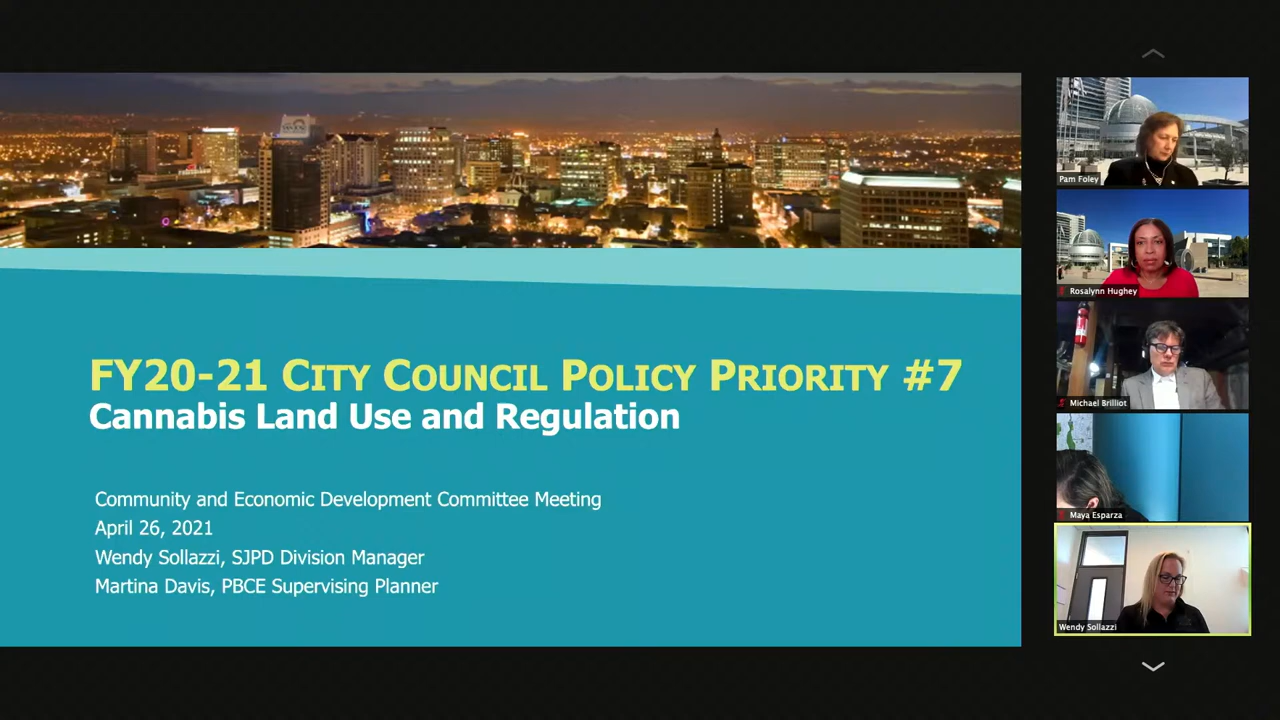 FY20-21 CITY COUNCIL POLICY PRIORITY #7
Cannabis Land Use and Regulation
Community and Economic Development Committee Meeting
April 26, 2021
Wendy Sollazzi, SJPD Division Manager
Martina Davis, PBCE Supervising Planner
Pam Foley
Rosalynn Hughey
Michael Brilliot
Maya Esparza
Wendy Sollazzi